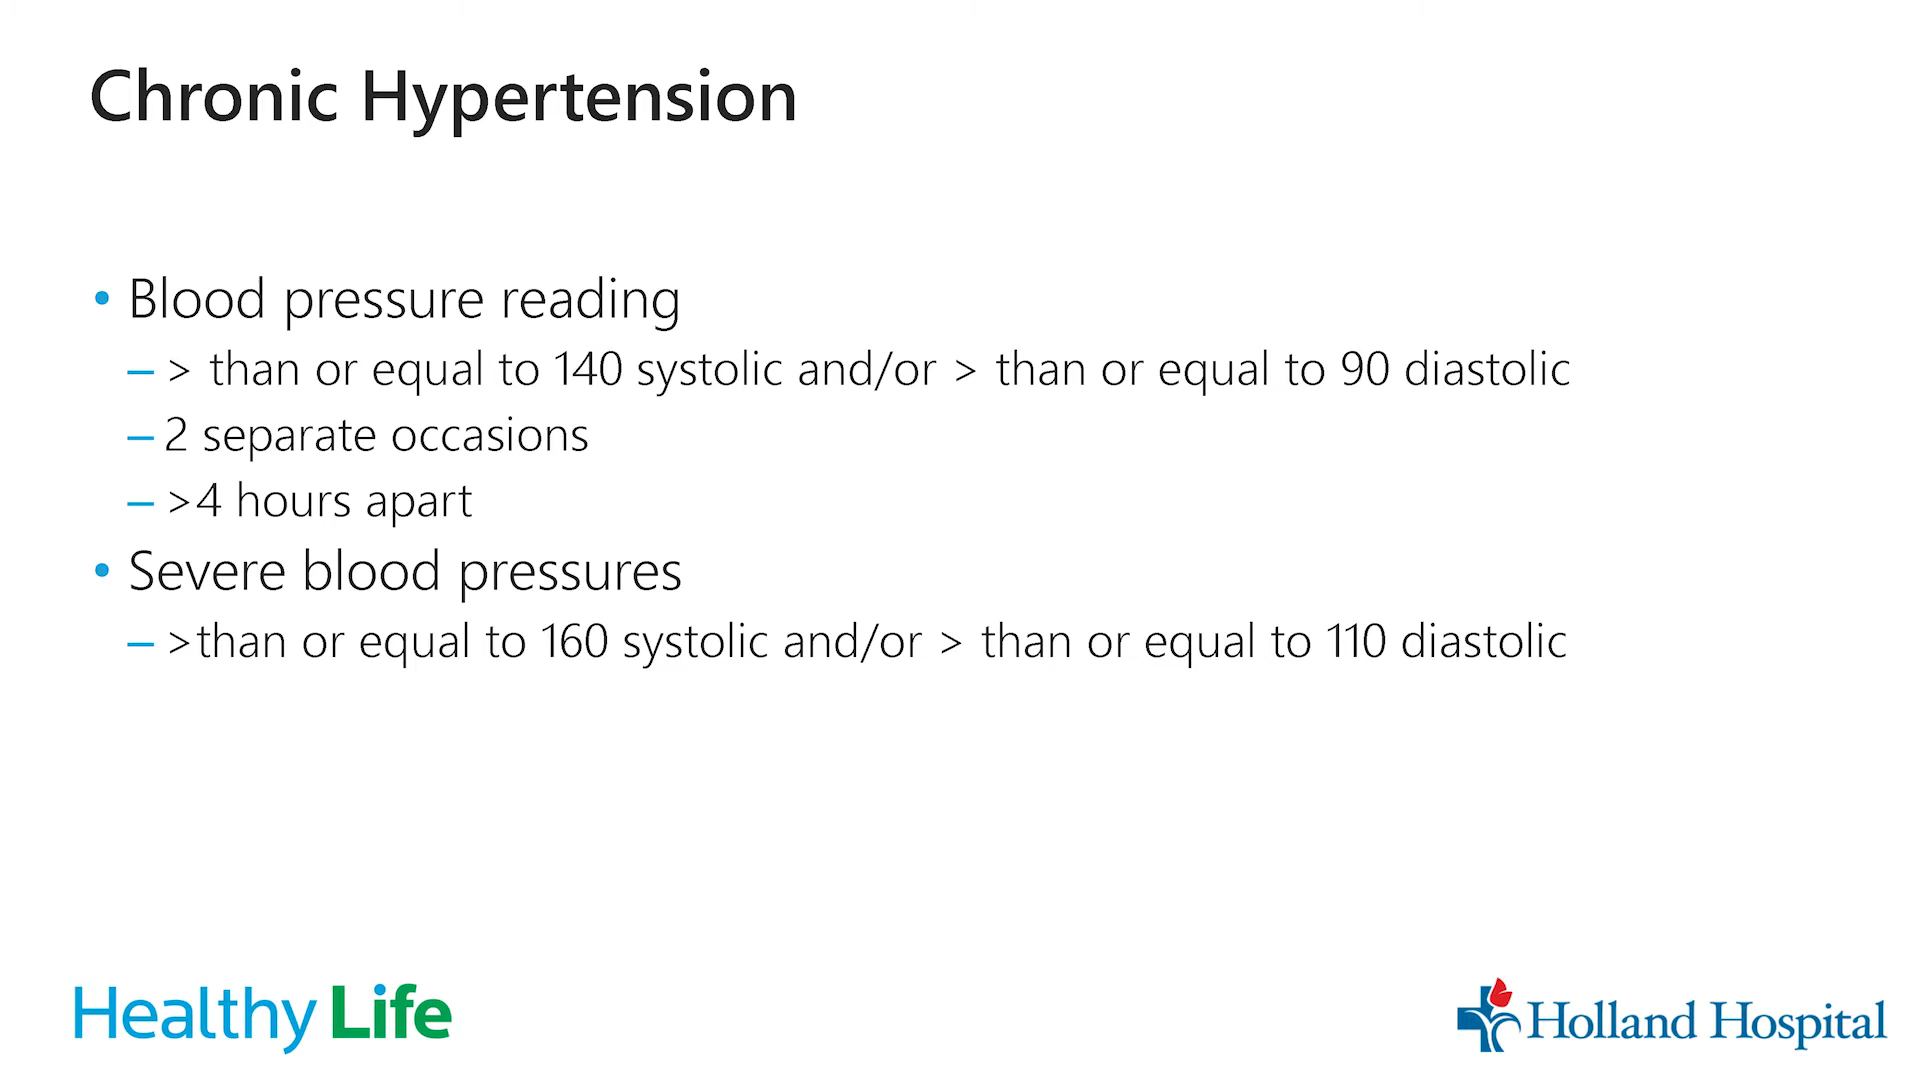 Chronic Hypertension
• Blood pressure reading
– > than or equal to 140 systolic and/or > than or equal to 90 diastolic
– 2 separate occasions
– >4 hours apart
• Severe blood pressures
– >than or equal to 160 systolic and/or > than or equal to 110 diastolic
Healthy Life
Holland Hospital